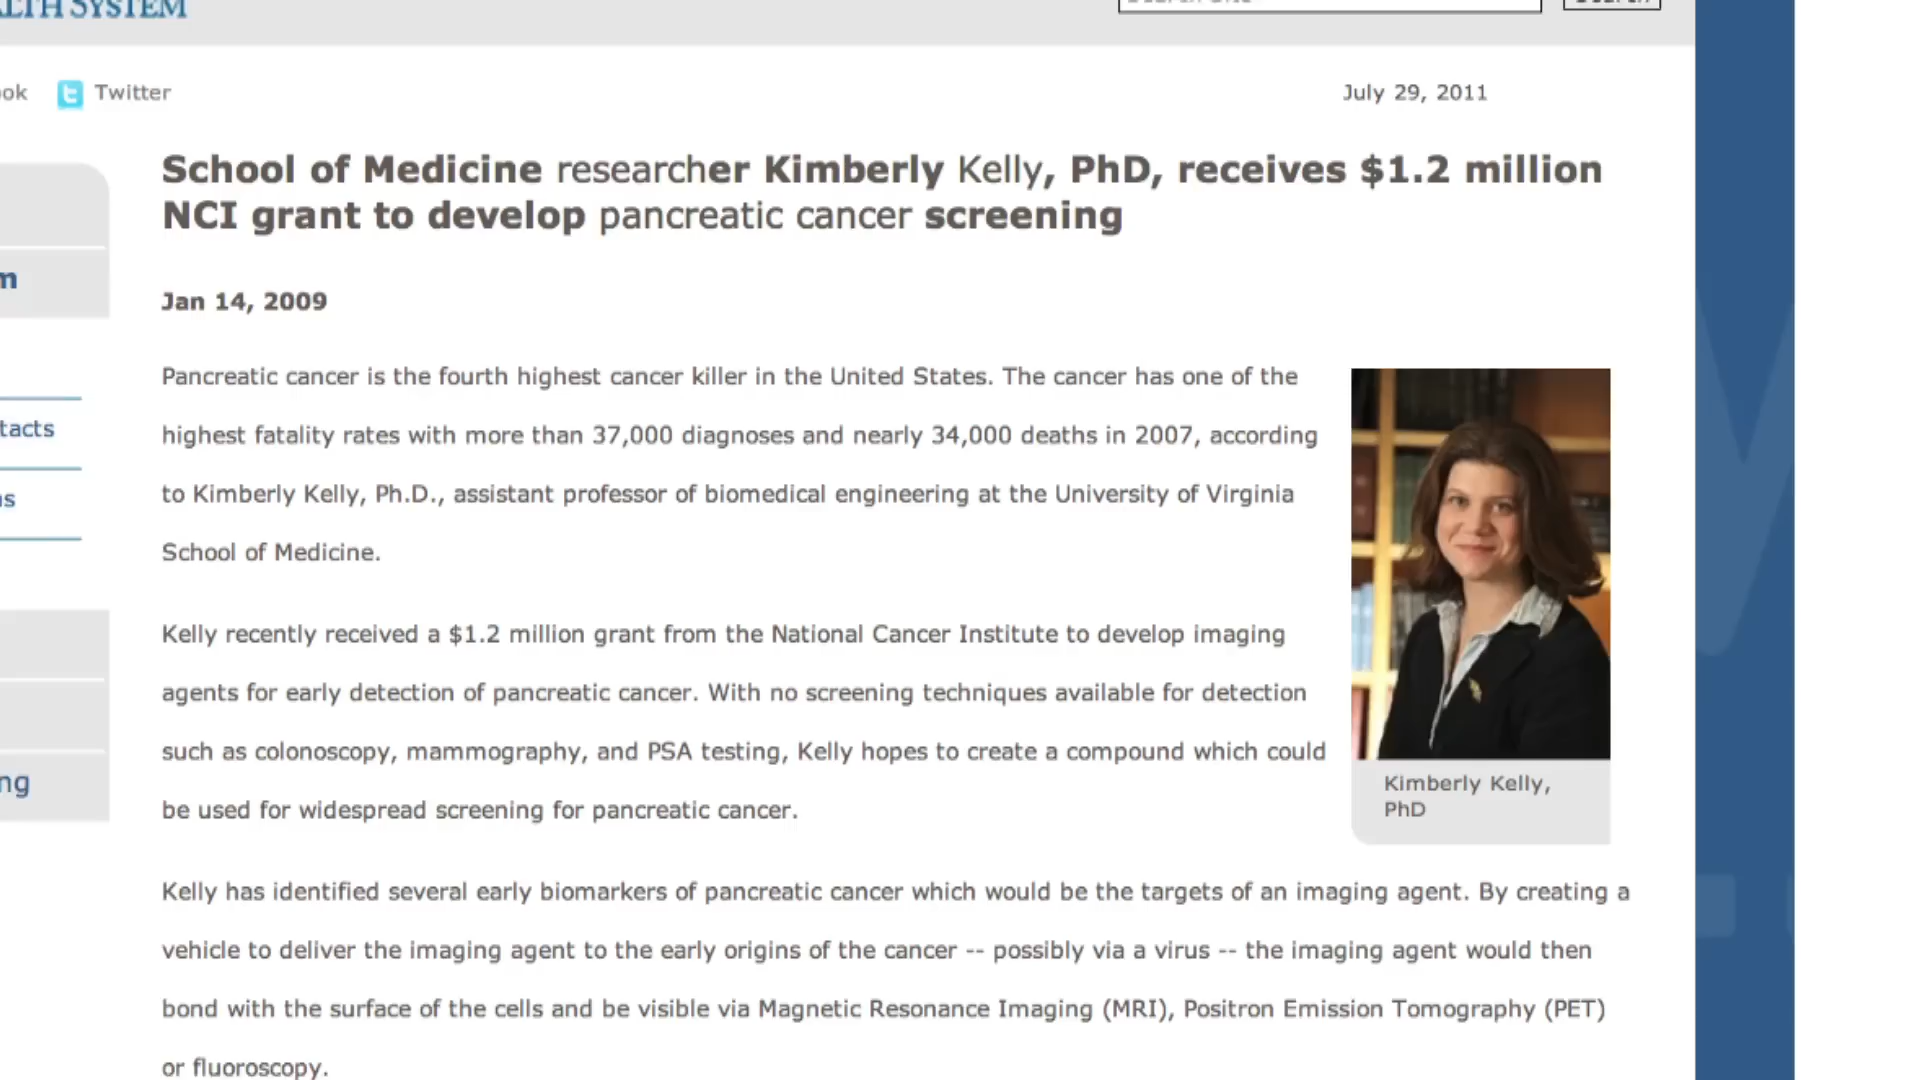 SYSTEM
Twitter
July 29, 2011
School of Medicine researcher Kimberly Kelly, PhD, receives $1.2 million
NCI grant to develop pancreatic cancer screening
Jan 14, 2009
Pancreatic cancer is the fourth highest cancer killer in the United States. The cancer has one of the
highest fatality rates with more than 37,000 diagnoses and nearly 34,000 deaths in 2007, according
to Kimberly Kelly, Ph.D., assistant professor of biomedical engineering at the University of Virginia
School of Medicine.
Kelly recently received a $1.2 million grant from the National Cancer Institute to develop imaging
agents for early detection of pancreatic cancer. With no screening techniques available for detection
such as colonoscopy, mammography, and PSA testing, Kelly hopes to create a compound which could
be used for widespread screening for pancreatic cancer.
Kimberly Kelly,
PhD
Kelly has identified several early biomarkers of pancreatic cancer which would be the targets of an imaging agent. By creating a
vehicle to deliver the imaging agent to the early origins of the cancer -- possibly via a virus -- the imaging agent would then
bond with the surface of the cells and be visible via Magnetic Resonance Imaging (MRI), Positron Emission Tomography (PET)
or fluoroscopy.